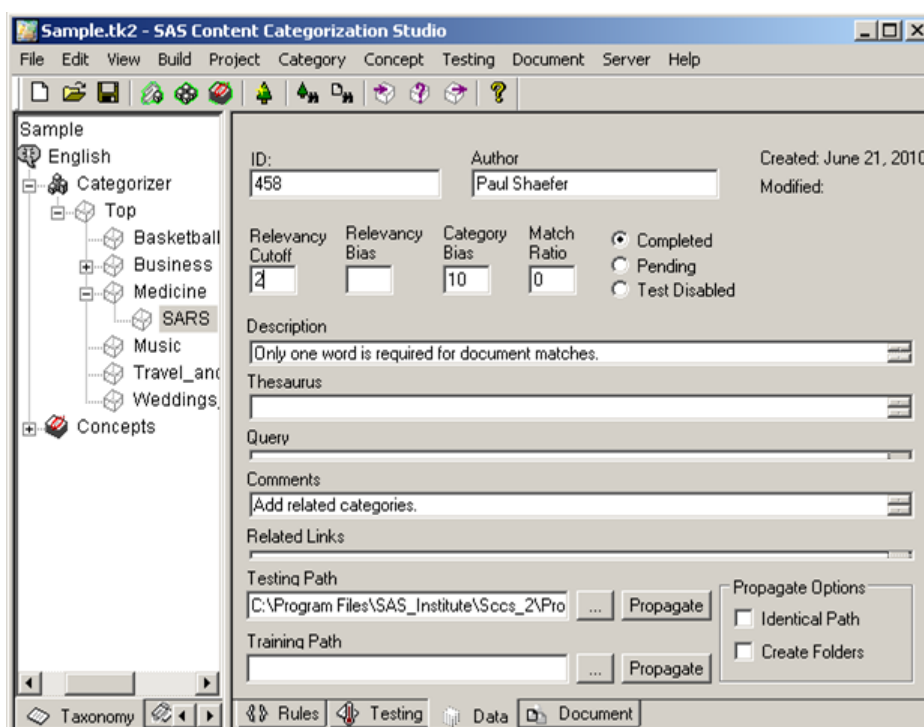 Sample.tk2 - SAS Content Categorization Studio
File Edit View Build Project Category Concept Testing Document Server Help
Sample
English
Categorizer
Top
Basketball
Business
Medicine
SARS
Music
Travel_and
Weddings_
Concepts
Taxonomy
ID:
458
Author
Paul Shaefer
Created: June 21, 2010
Modified:
Relevancy Cutoff
2
Relevancy Bias
Category Bias
10
Match Ratio
0
Completed
Pending
Test Disabled
Description
Only one word is required for document matches.
Thesaurus
Query
Comments
Add related categories.
Related Links
Testing Path
C:\Program Files\SAS_Institute\Sccs_2\Pro
... Propagate
Training Path
... Propagate
Propagate Options
Identical Path
Create Folders
Rules Testing Data Document